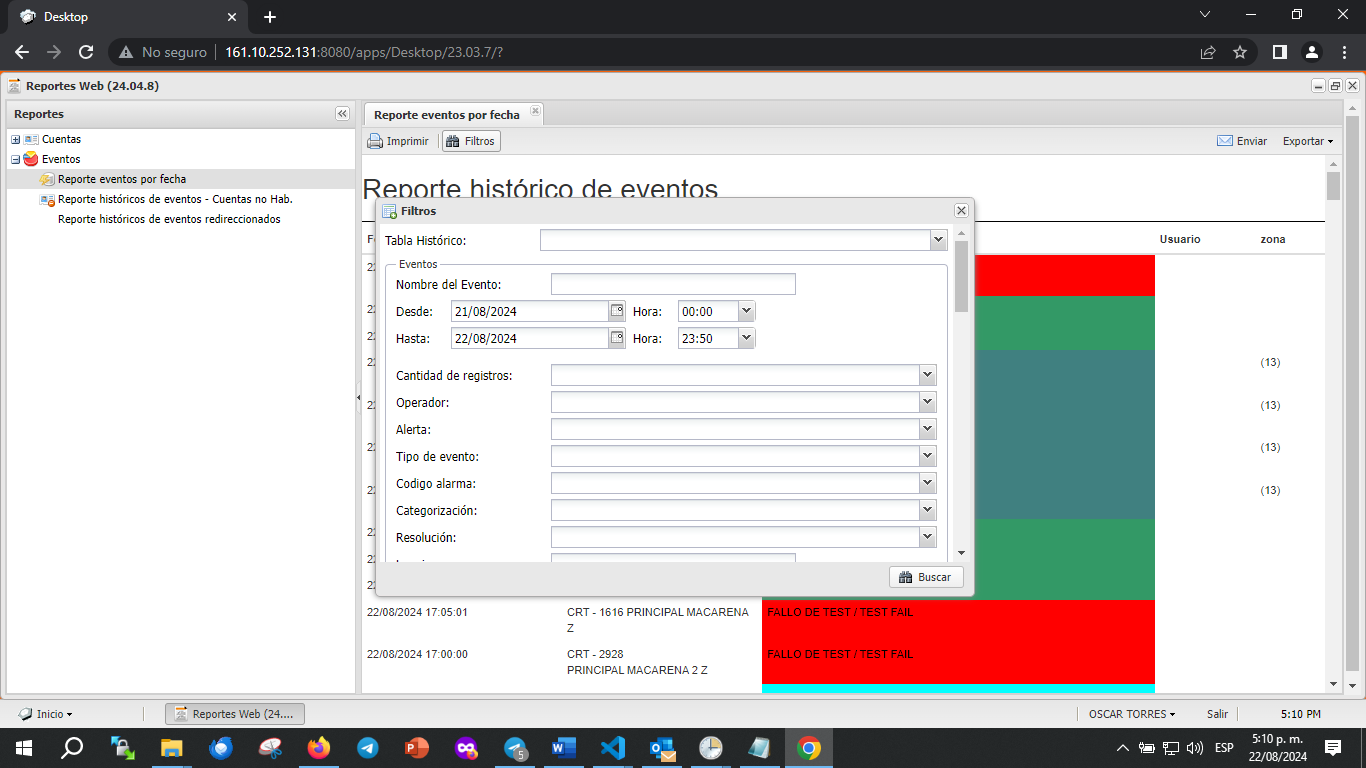 Desktop
No seguro
161.10.252.131:8080/apps/Desktop/23.03.7/?
Reportes Web (24.04.8)
Reportes
Cuentas
Eventos
Reporte eventos por fecha
Reporte históricos de eventos - Cuentas no Hab.
Reporte históricos de eventos redireccionados
Reporte eventos por fecha
Imprimir
Filtros
Enviar
Exportar
Reporte histórico de eventos
Usuario
zona
(13)
(13)
(13)
(13)
Filtros
Tabla Histórico:
Eventos
Nombre del Evento:
Desde: 21/08/2024 Hora: 00:00
Hasta: 22/08/2024 Hora: 23:50
Cantidad de registros:
Operador:
Alerta:
Tipo de evento:
Codigo alarma:
Categorización:
Resolución:
Buscar
22/08/2024 17:05:01 CRT - 1616 PRINCIPAL MACARENA FALLO DE TEST / TEST FAIL
Z
22/08/2024 17:00:00 CRT - 2928 FALLO DE TEST / TEST FAIL
PRINCIPAL MACARENA 2 Z
Inicio
Reportes Web (24....
OSCAR TORRES
Salir
5:10 PM
5
ESP
5:10 p. m.
22/08/2024